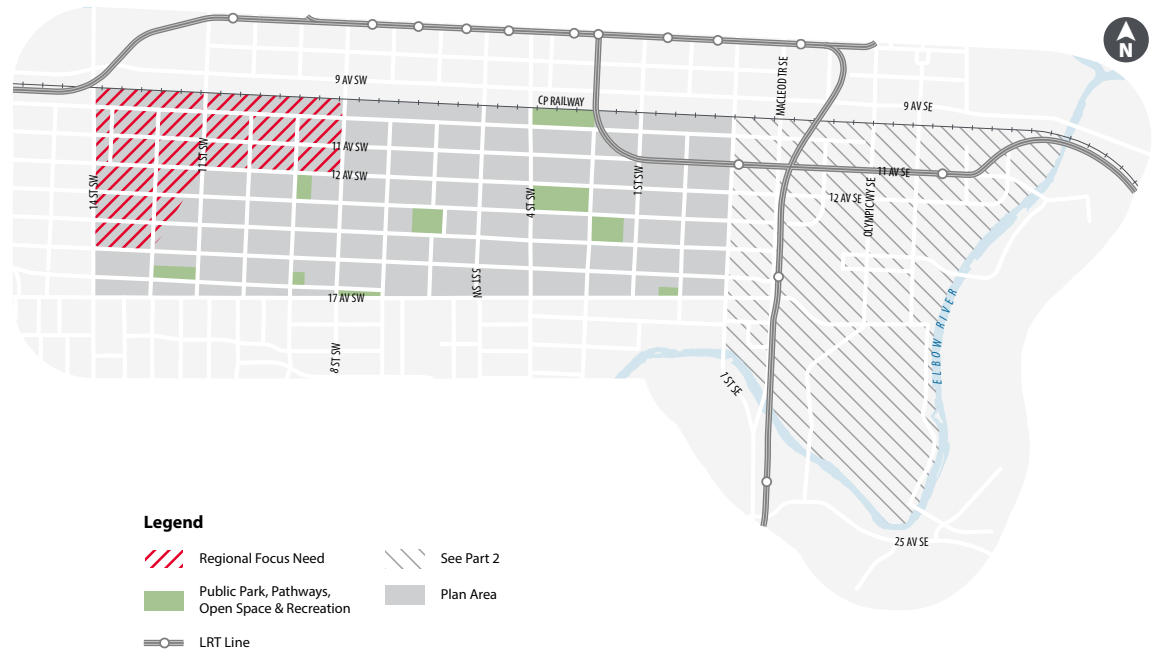 N
9 AV SW
CP RAILWAY
MACLEOD TR SE
9 AV SE
11 ST SW
11 AV SW
12 AV SW
14 ST SW
4 ST SW
1 ST SW
11 AV SE
12 AV SE
OLYMPIC WY SE
5 ST SW
17 AV SW
8 ST SW
7 ST SE
ELBOW RIVER
25 AV SE
Legend
Regional Focus Need
See Part 2
Public Park, Pathways,
Open Space & Recreation
Plan Area
LRT Line